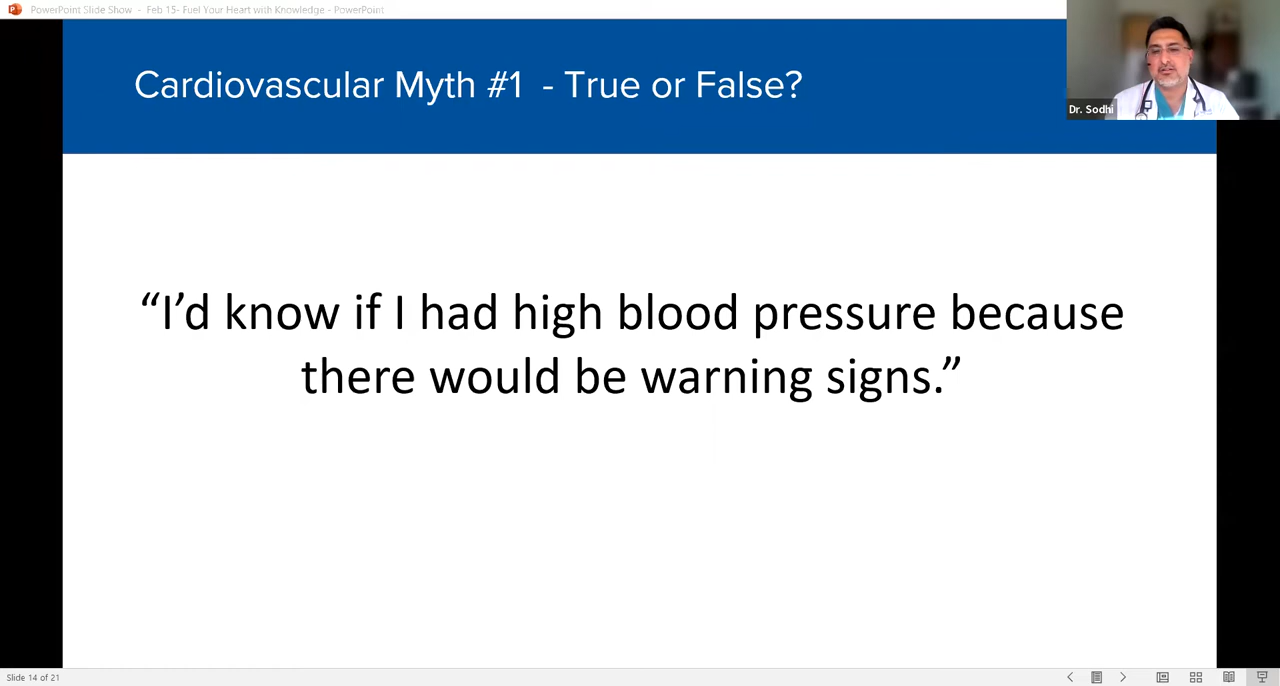 PowerPoint Slide Show - Feb 15- Fuel Your Heart with Knowledge - PowerPoint
Cardiovascular Myth #1 - True or False?
Dr. Sodhi
“I’d know if I had high blood pressure because
there would be warning signs.”
Slide 14 of 21